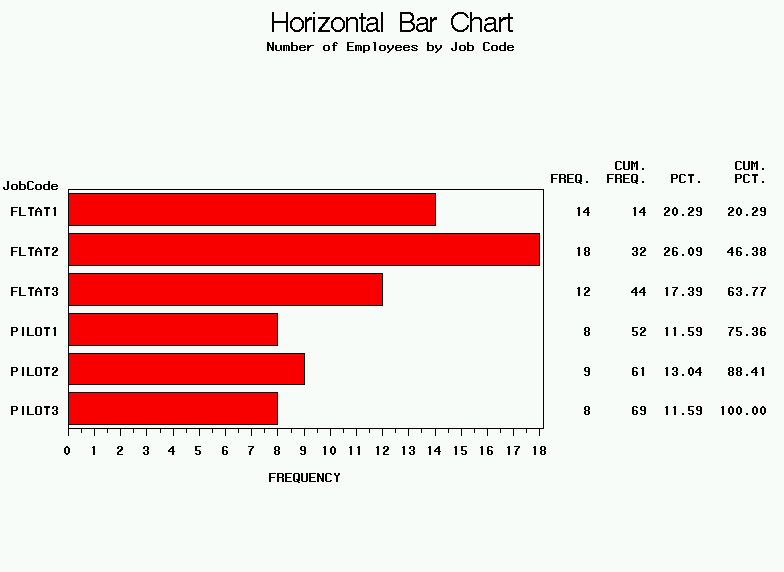 Horizontal Bar Chart
Number of Employees by Job Code
CUM. CUM.
FREQ. FREQ. PCT. PCT.
JobCode
FLTAT1 14 14 20.29 20.29
FLTAT2 18 32 26.09 46.38
FLTAT3 12 44 17.39 63.77
PILOT1 8 52 11.59 75.36
PILOT2 9 61 13.04 88.41
PILOT3 8 69 11.59 100.00
0 1 2 3 4 5 6 7 8 9 10 11 12 13 14 15 16 17 18
FREQUENCY